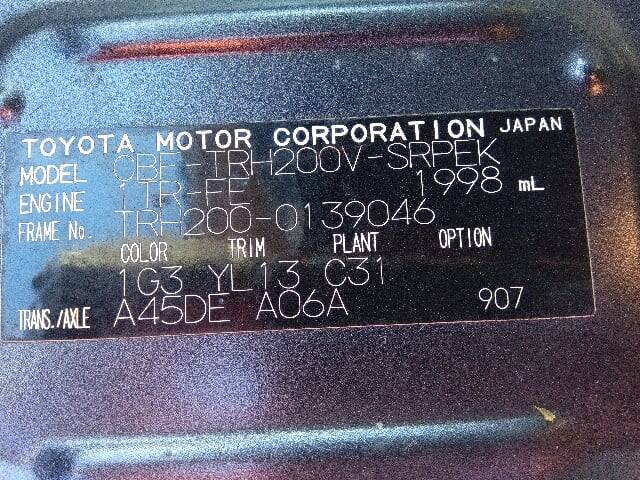 TOYOTA MOTOR CORPORATION JAPAN
MODEL CBF-TRH200V-SRPEK
ENGINE 1TR-FE 1998 mL
FRAME No. TRH200-0139046
COLOR TRIM PLANT OPTION
1G3 YL13 C31
TRANS./AXLE A45DE A06A 907